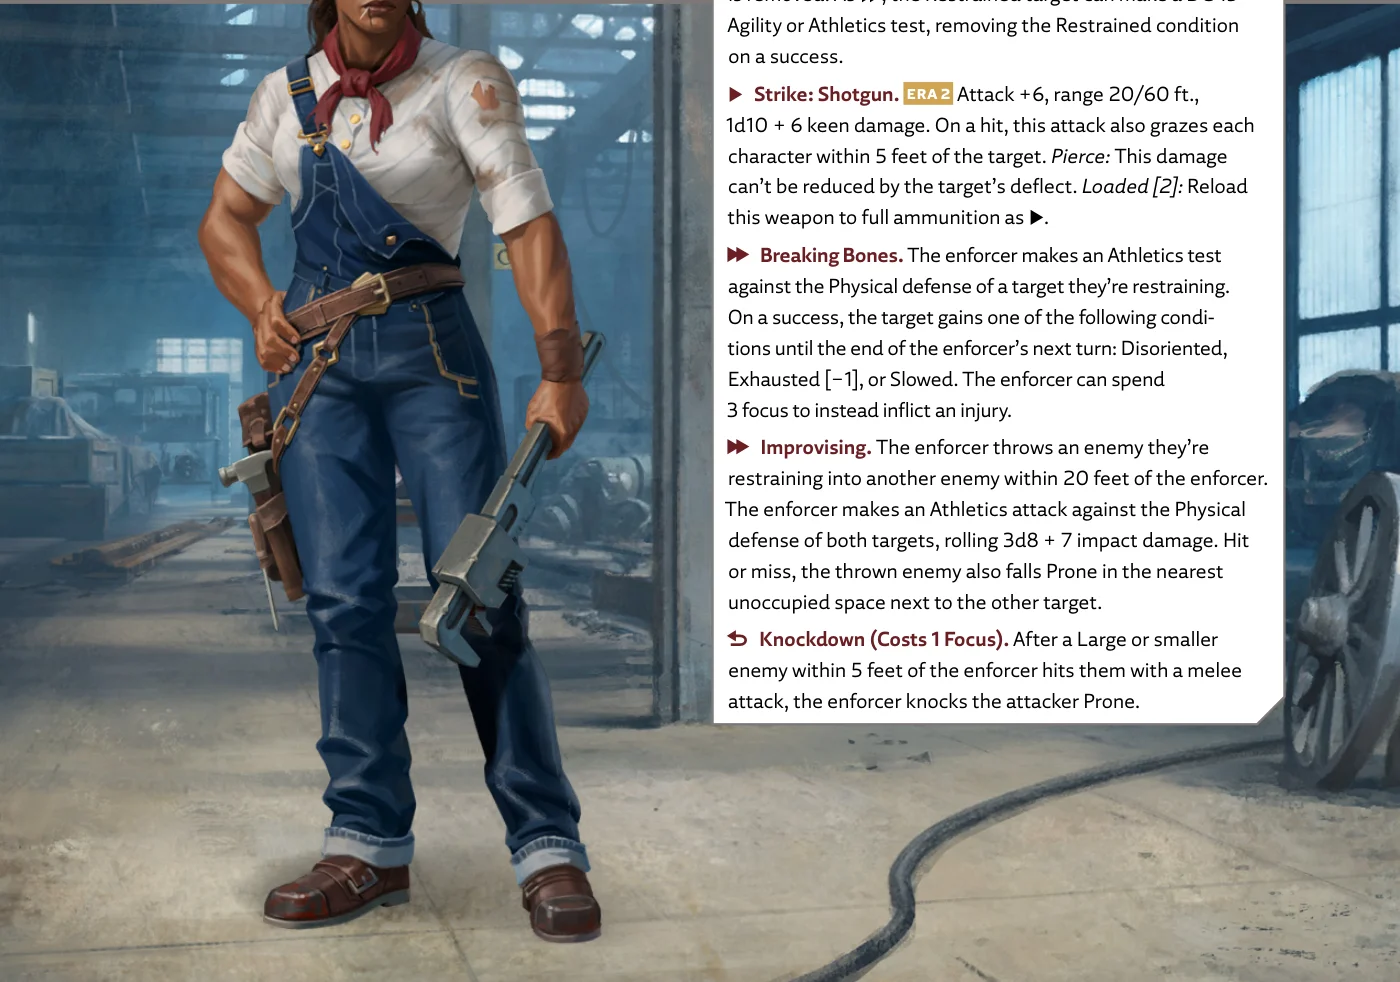 Agility or Athletics test, removing the Restrained condition
on a success.
▶ Strike: Shotgun. ERA 2 Attack +6, range 20/60 ft.,
1d10 + 6 keen damage. On a hit, this attack also grazes each
character within 5 feet of the target. Pierce: This damage
can’t be reduced by the target’s deflect. Loaded [2]: Reload
this weapon to full ammunition as ▶.
▶▶ Breaking Bones. The enforcer makes an Athletics test
against the Physical defense of a target they’re restraining.
On a success, the target gains one of the following condi-
tions until the end of the enforcer’s next turn: Disoriented,
Exhausted [−1], or Slowed. The enforcer can spend
3 focus to instead inflict an injury.
▶▶ Improvising. The enforcer throws an enemy they’re
restraining into another enemy within 20 feet of the enforcer.
The enforcer makes an Athletics attack against the Physical
defense of both targets, rolling 3d8 + 7 impact damage. Hit
or miss, the thrown enemy also falls Prone in the nearest
unoccupied space next to the other target.
⮌ Knockdown (Costs 1 Focus). After a Large or smaller
enemy within 5 feet of the enforcer hits them with a melee
attack, the enforcer knocks the attacker Prone.